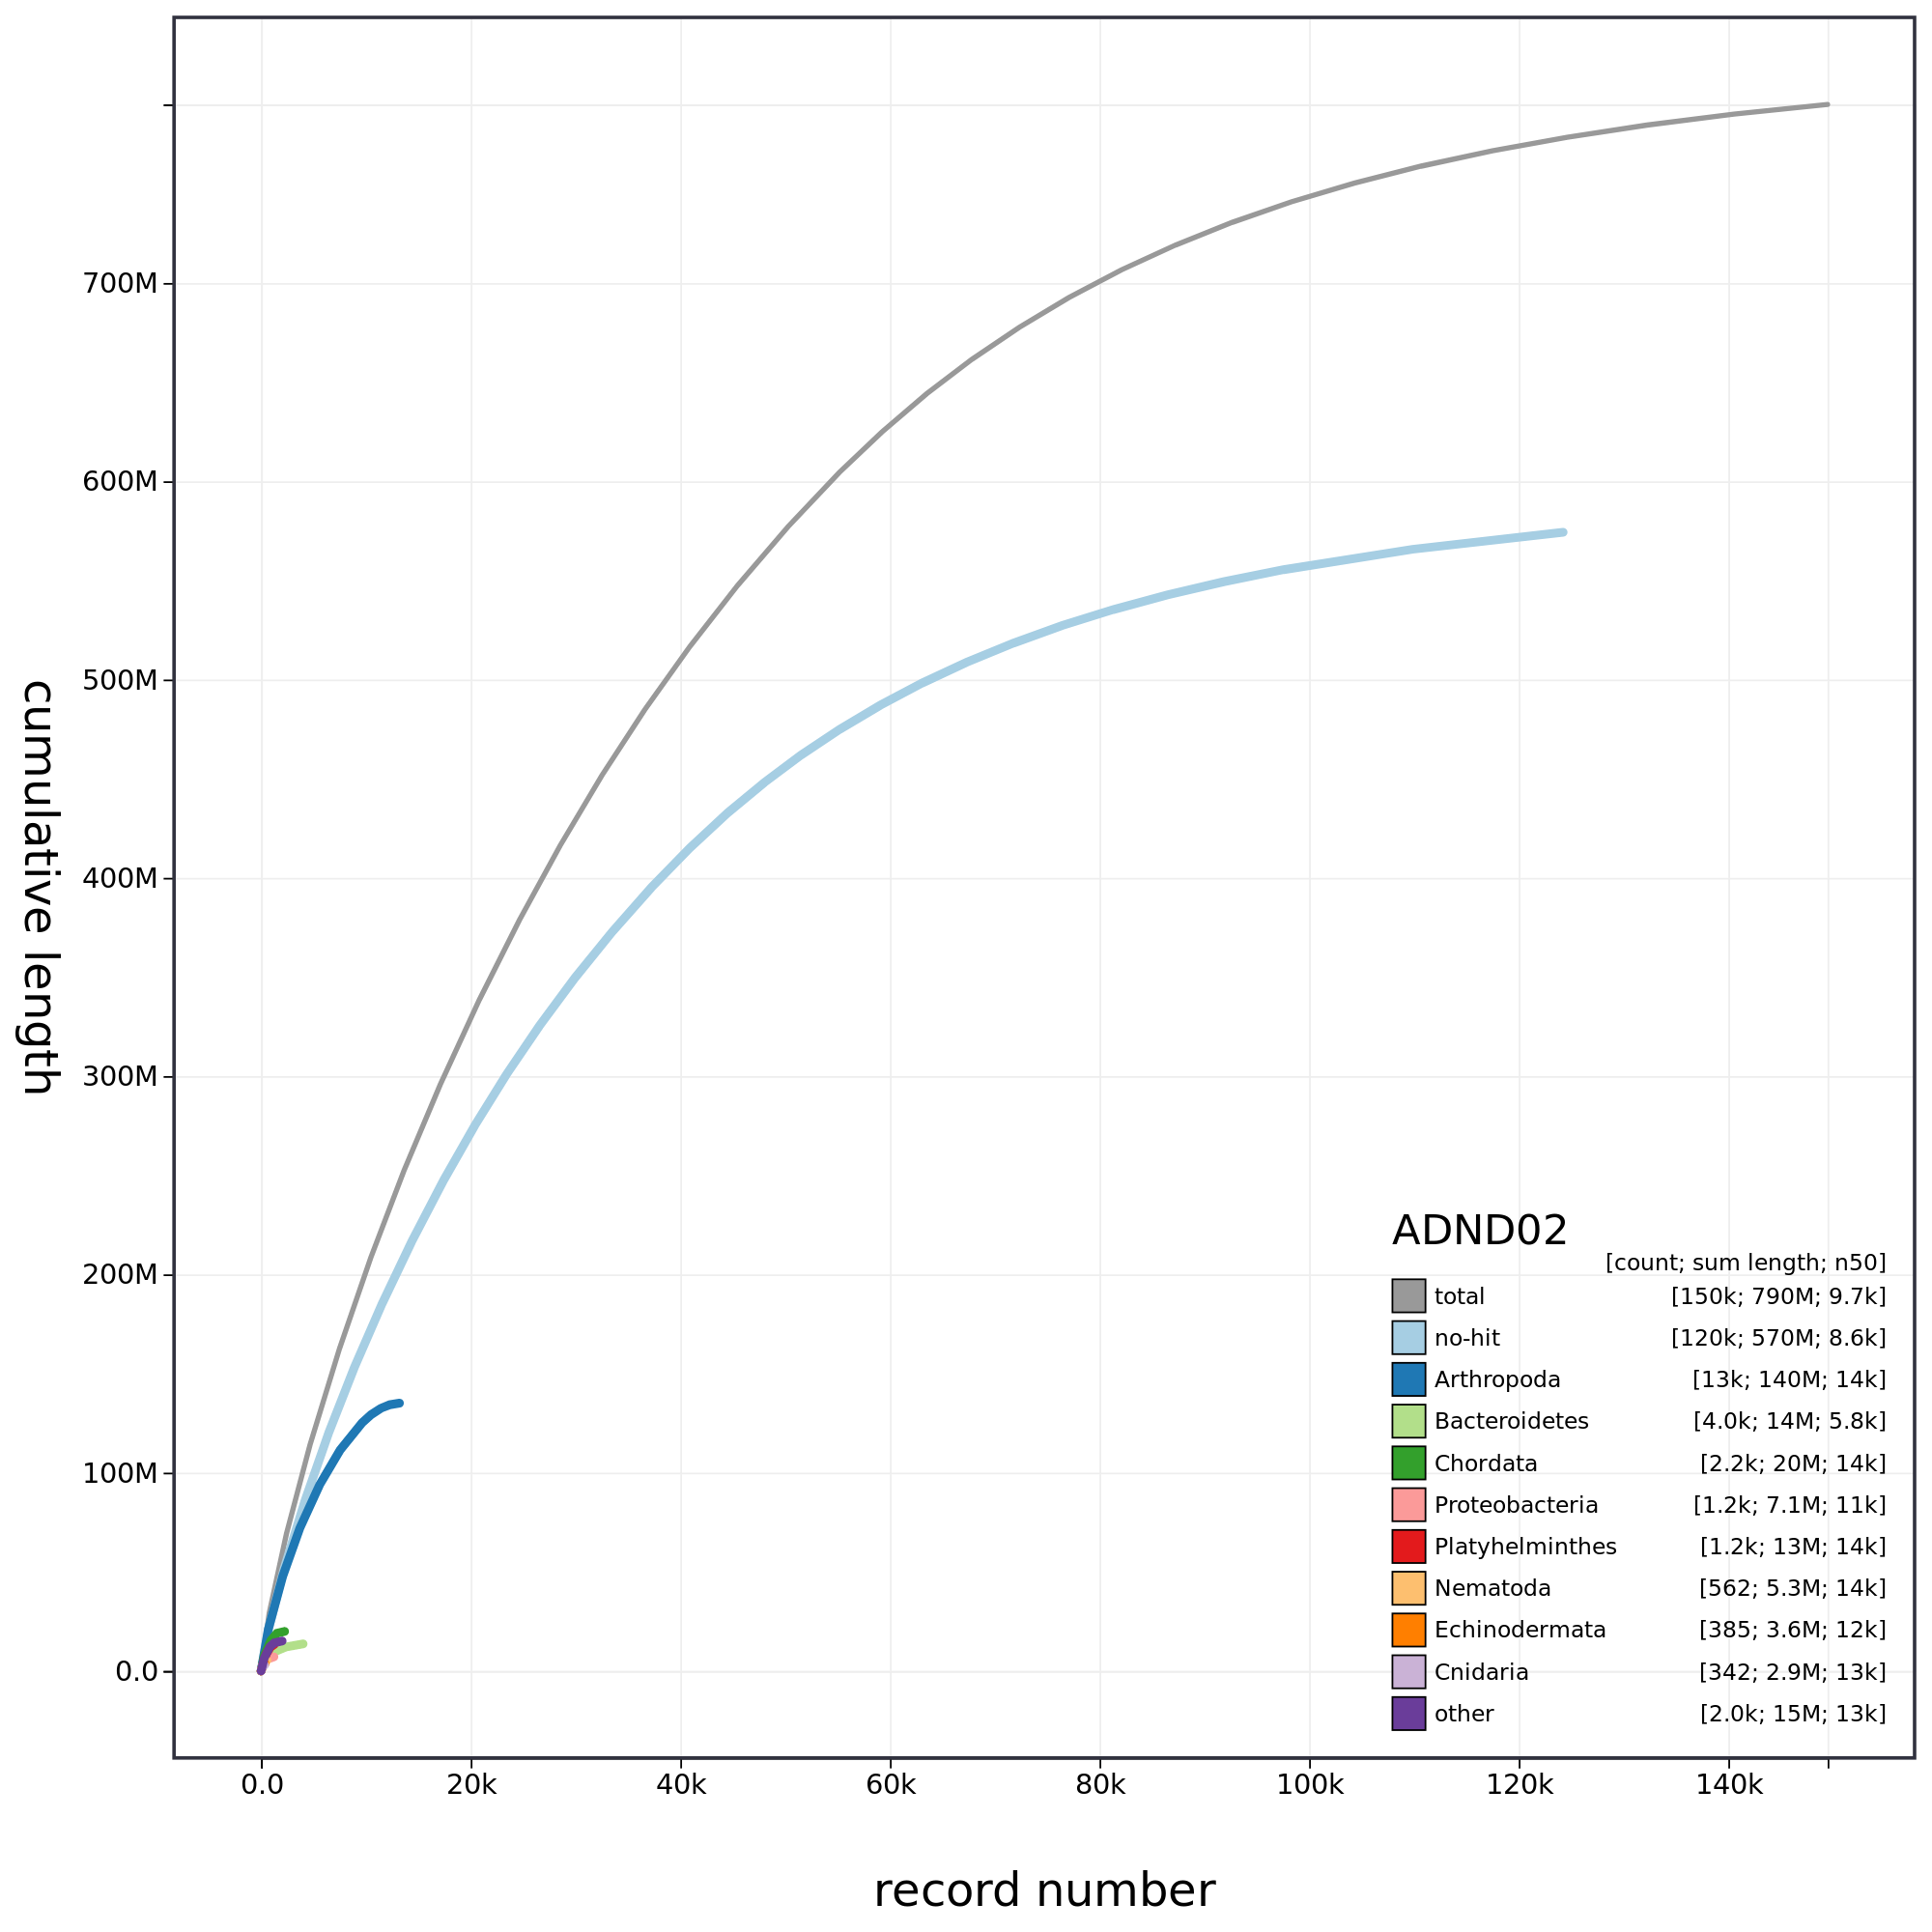 cumulative length
700M
600M
500M
400M
300M
200M
100M
0.0
ADND02
[count; sum length; n50]
total [150k; 790M; 9.7k]
no-hit [120k; 570M; 8.6k]
Arthropoda [13k; 140M; 14k]
Bacteroidetes [4.0k; 14M; 5.8k]
Chordata [2.2k; 20M; 14k]
Proteobacteria [1.2k; 7.1M; 11k]
Platyhelminthes [1.2k; 13M; 14k]
Nematoda [562; 5.3M; 14k]
Echinodermata [385; 3.6M; 12k]
Cnidaria [342; 2.9M; 13k]
other [2.0k; 15M; 13k]
0.0 20k 40k 60k 80k 100k 120k 140k
record number